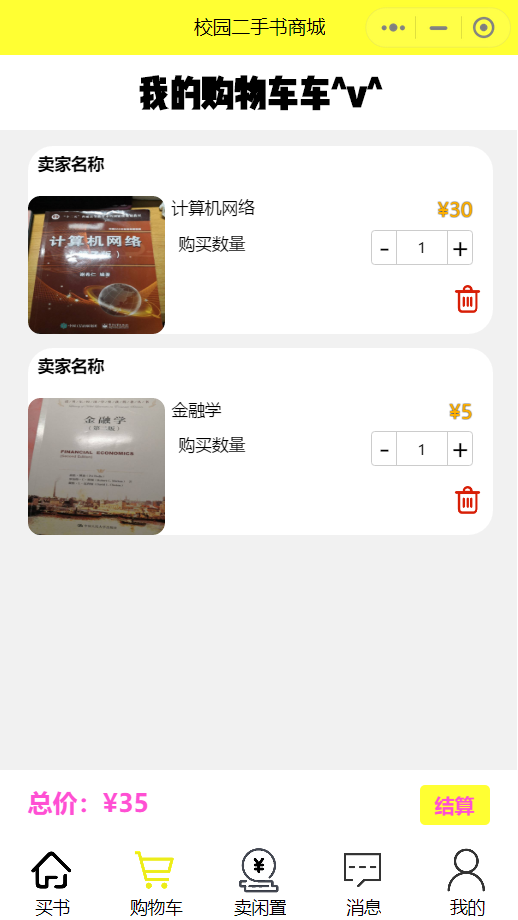 校园二手书商城
我的购物车车^v^
卖家名称
计算机网络
¥30
购买数量
- 1 +
计算机网络
卖家名称
金融学
¥5
购买数量
- 1 +
金融学
FINANCIAL ECONOMICS
总价：¥35
结算
¥
买书
购物车
卖闲置
消息
我的